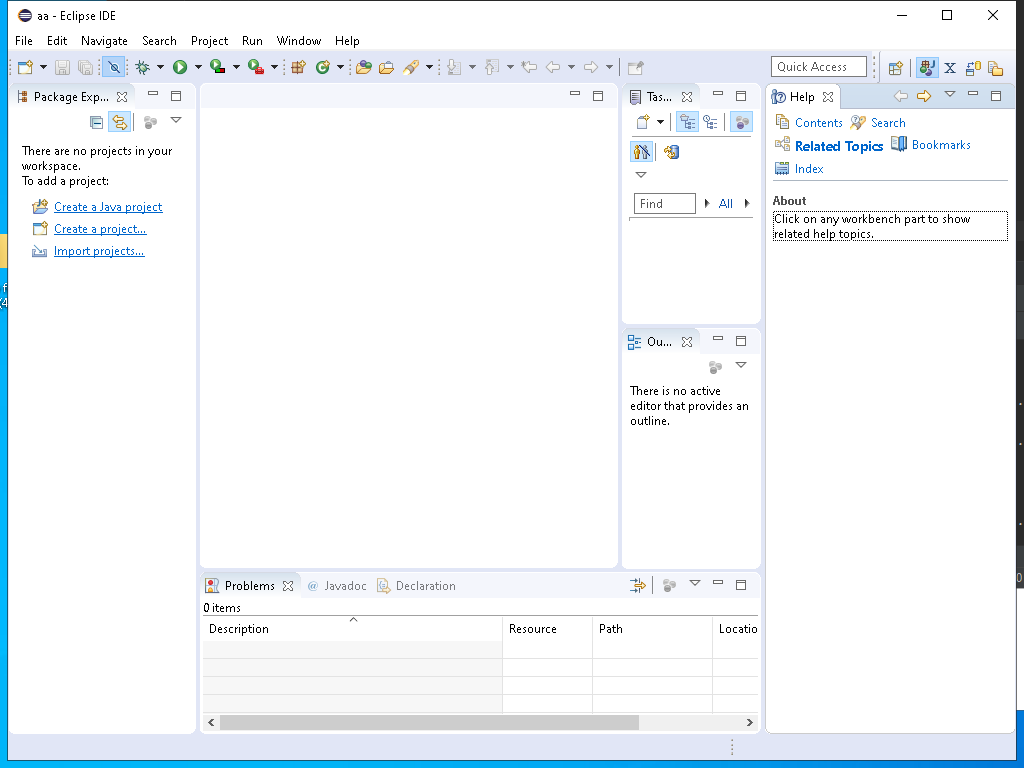 aa - Eclipse IDE
File Edit Navigate Search Project Run Window Help
Quick Access
X
Package Exp...
There are no projects in your
workspace.
To add a project:
Create a Java project
Create a project...
Import projects...
Tas...
Find
All
Ou...
There is no active
editor that provides an
outline.
Help
Contents
Search
Related Topics
Bookmarks
Index
About
Click on any workbench part to show
related help topics.
Problems
@ Javadoc
Declaration
0 items
Description Resource Path Locatio